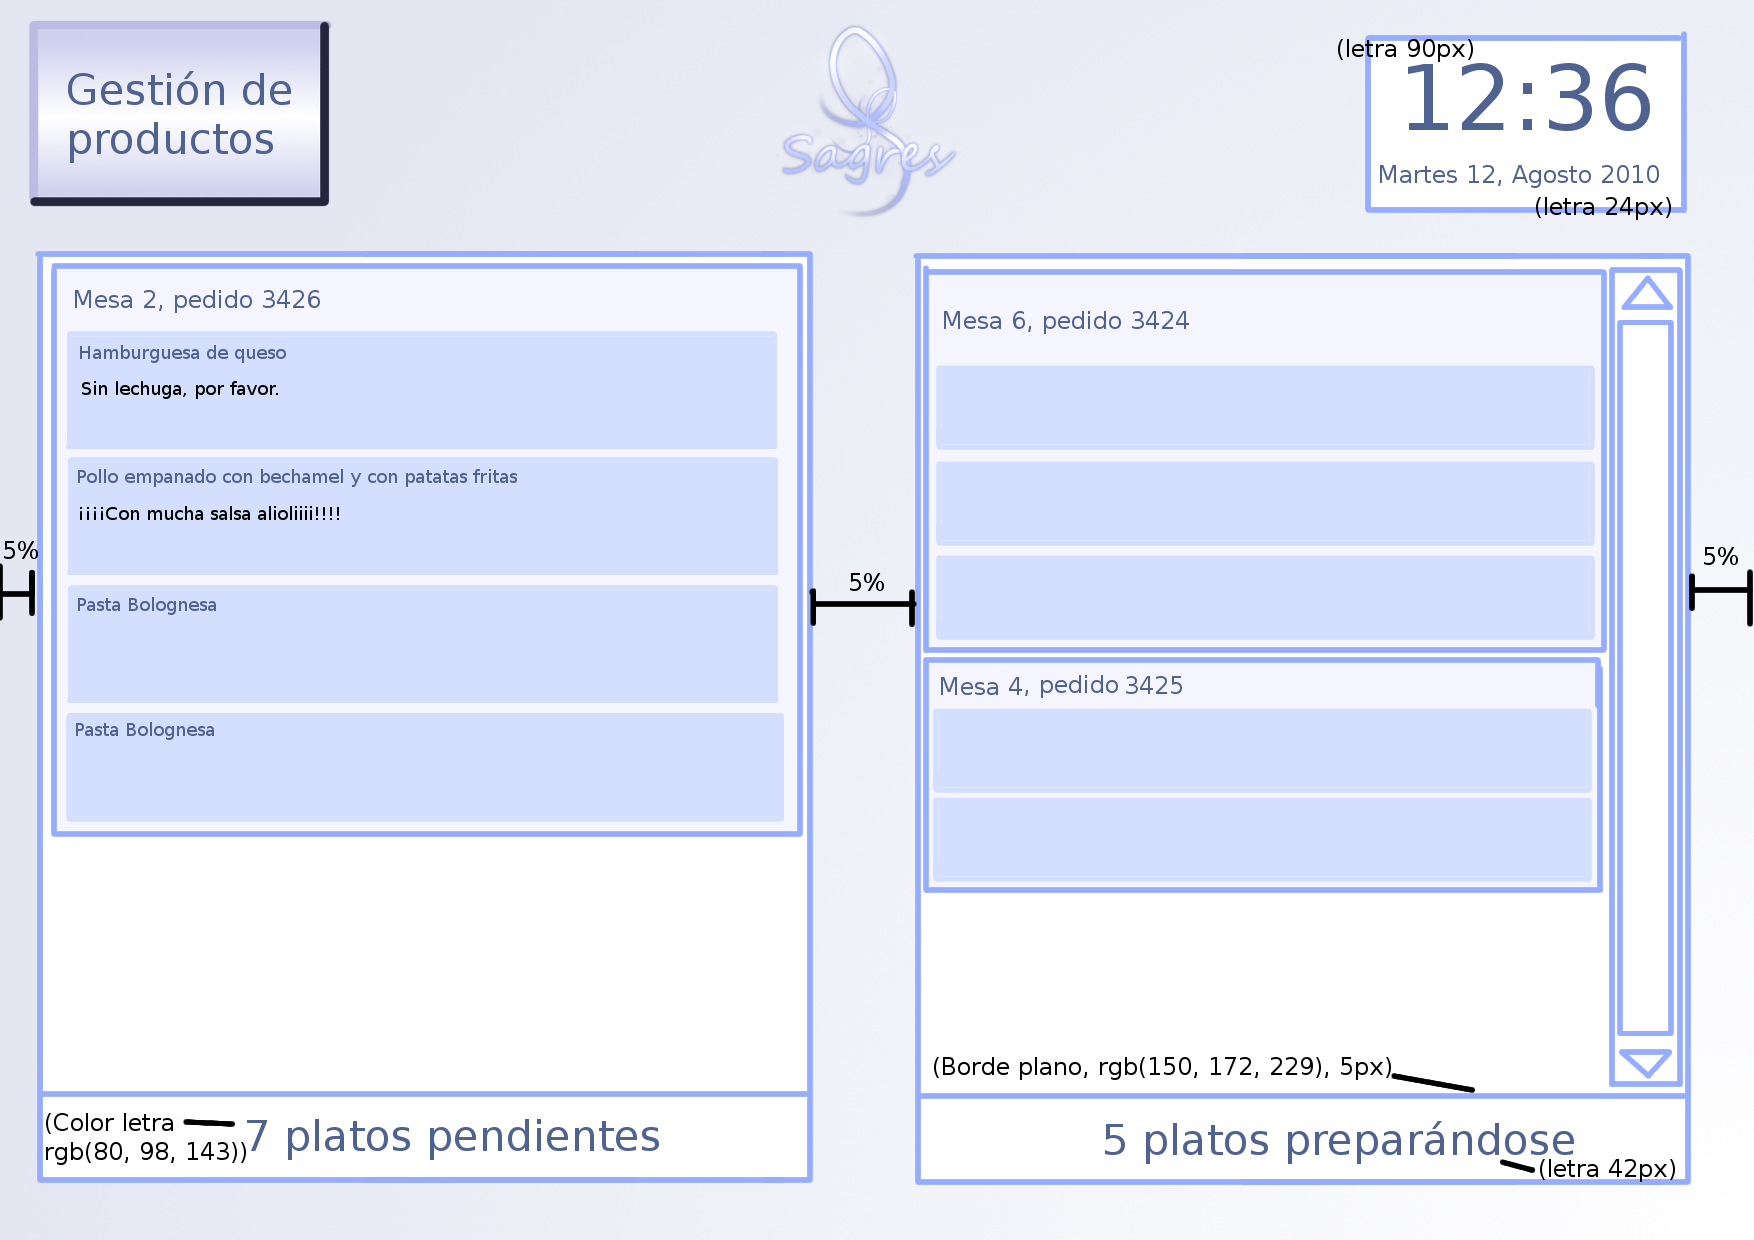 Gestión de
productos
Sagres
(letra 90px)
12:36
Martes 12, Agosto 2010
(letra 24px)
Mesa 2, pedido 3426
Hamburguesa de queso
Sin lechuga, por favor.
Pollo empanado con bechamel y con patatas fritas
¡¡¡¡Con mucha salsa alioliiii!!!!
Pasta Bolognesa
Pasta Bolognesa
5%
5%
Mesa 6, pedido 3424
Mesa 4, pedido 3425
5%
(Borde plano, rgb(150, 172, 229), 5px)
(Color letra
rgb(80, 98, 143))
7 platos pendientes
5 platos preparándose
(letra 42px)